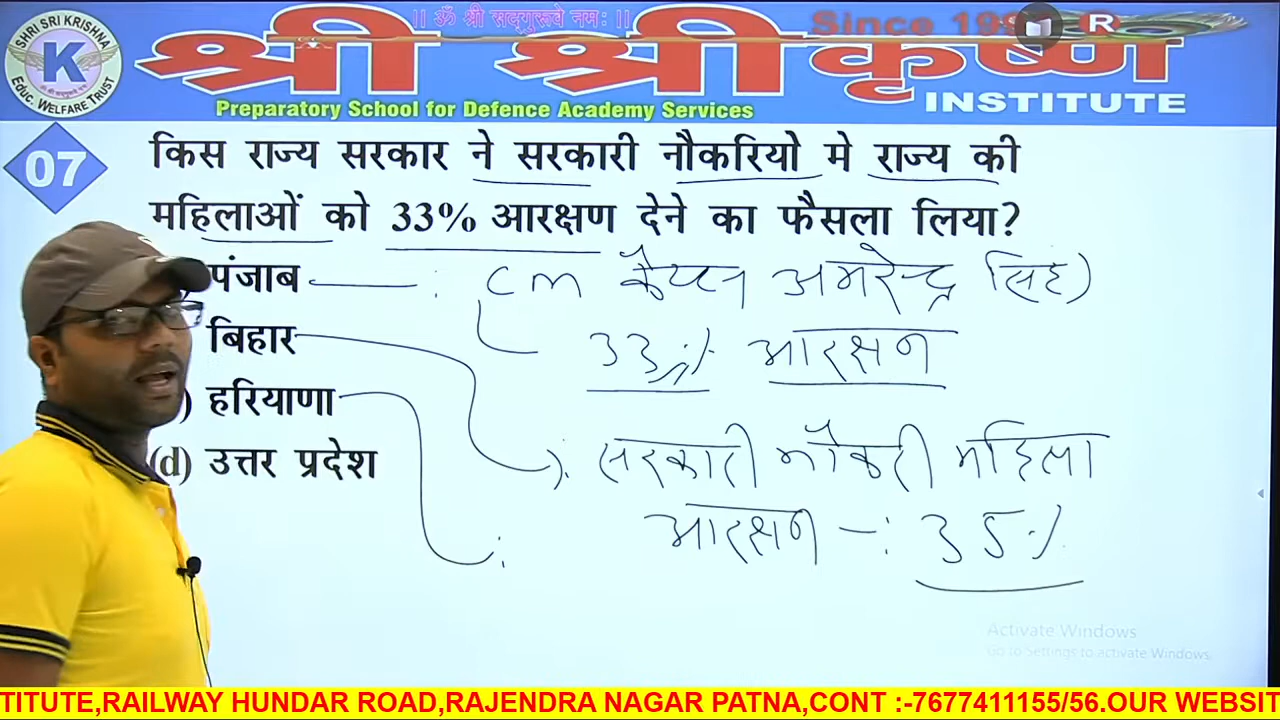 || ॐ श्री सद्‌गुरूवे नमः ||
Since 199
R
SHRI SRI KRISHNA
K
EDUC. WELFARE TRUST
श्री श्री कृष्ण
INSTITUTE
Preparatory School for Defence Academy Services
07
किस राज्य सरकार ने सरकारी नौकरियो मे राज्य की
महिलाओं को 33% आरक्षण देने का फैसला लिया?
पंजाब : CM कैप्टन अमरेन्द्र सिंह)
33% आरक्षण
बिहार
) हरियाणा
(d) उत्तर प्रदेश
सरकारी नौकरी महिला
आरक्षण -: 35%
Activate Windows
Go to Settings to activate Windows.
TITUTE,RAILWAY HUNDAR ROAD,RAJENDRA NAGAR PATNA,CONT :-7677411155/56.OUR WEBSIT